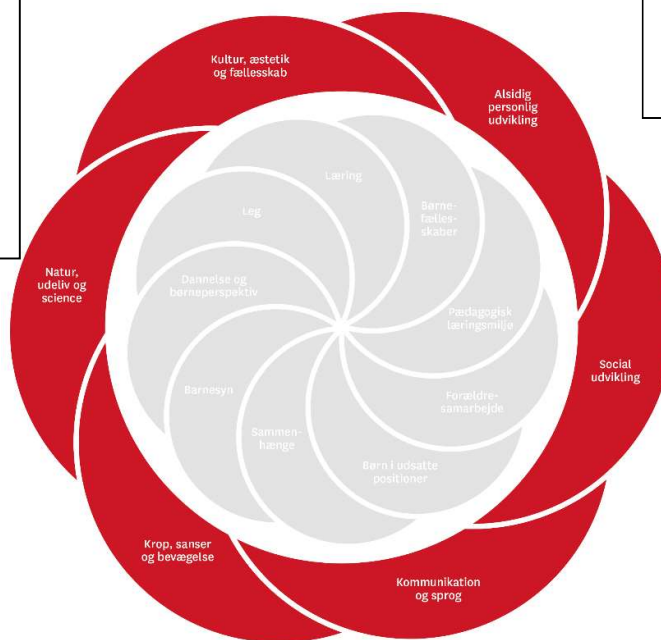 Kultur, æstetik
og fællesskab
Alsidig
personlig
udvikling
Social
udvikling
Kommunikation
og sprog
Krop, sanser
og bevægelse
Natur,
udeliv og
science
Læring
Børne-
fælles-
skaber
Pædagogisk
læringsmiljø
Forældre-
samarbejde
Børn i udsatte
positioner
Sammen-
hænge
Barnesyn
Dannelse og
børneperspektiv
Leg